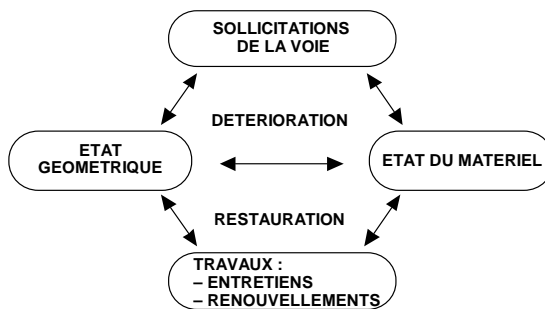 SOLLICITATIONS
DE LA VOIE
DETERIORATION
ETAT
GEOMETRIQUE
ETAT DU MATERIEL
RESTAURATION
TRAVAUX :
– ENTRETIENS
– RENOUVELLEMENTS